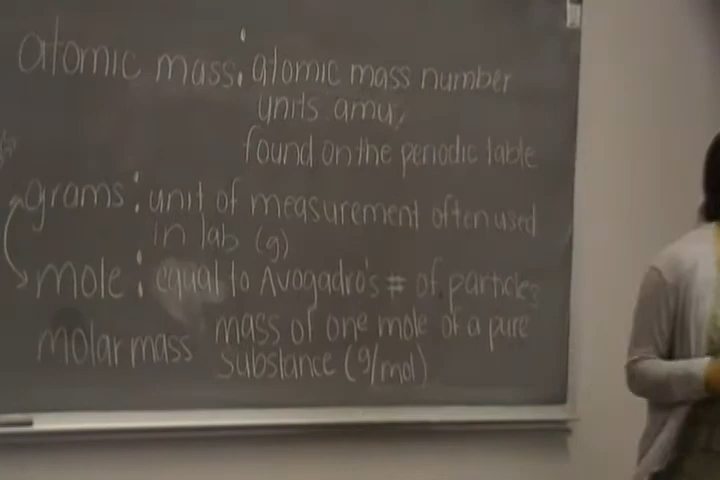 atomic mass: atomic mass number
units amu,
found on the periodic table
grams: unit of measurement often used
in lab (g)
mole: equal to Avogadro's # of particles
molar mass mass of one mole of a pure
substance (g/mol)